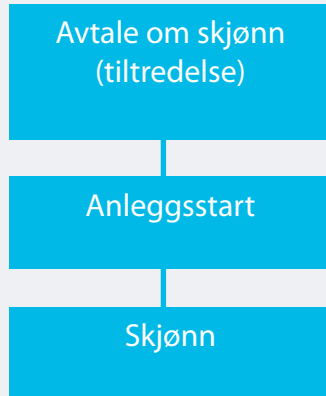 Avtale om skjønn
(tiltredelse)
Anleggsstart
Skjønn